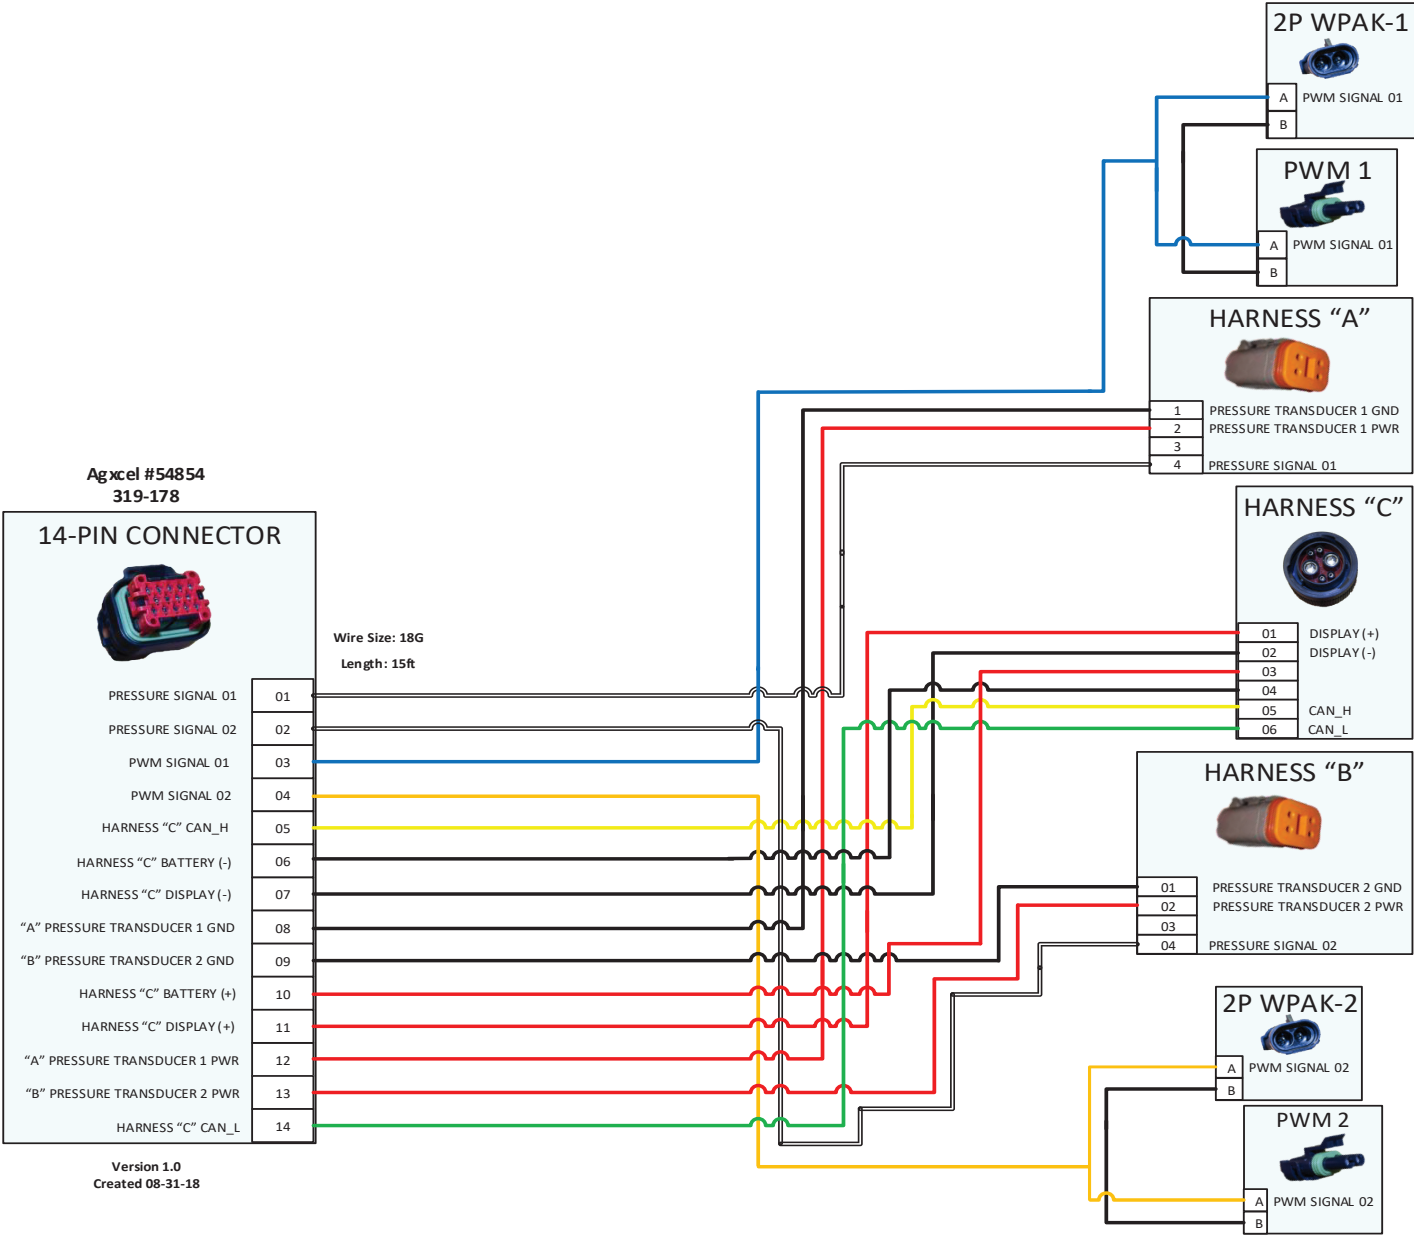 Agxcel #54854
319-178
14-PIN CONNECTOR
PRESSURE SIGNAL 01 01
PRESSURE SIGNAL 02 02
PWM SIGNAL 01 03
PWM SIGNAL 02 04
HARNESS “C” CAN_H 05
HARNESS “C” BATTERY (-) 06
HARNESS “C” DISPLAY (-) 07
“A” PRESSURE TRANSDUCER 1 GND 08
“B” PRESSURE TRANSDUCER 2 GND 09
HARNESS “C” BATTERY (+) 10
HARNESS “C” DISPLAY (+) 11
“A” PRESSURE TRANSDUCER 1 PWR 12
“B” PRESSURE TRANSDUCER 2 PWR 13
HARNESS “C” CAN_L 14
Version 1.0
Created 08-31-18
Wire Size: 18G
Length: 15ft
2P WPAK-1
A PWM SIGNAL 01
B
PWM 1
A PWM SIGNAL 01
B
HARNESS “A”
1 PRESSURE TRANSDUCER 1 GND
2 PRESSURE TRANSDUCER 1 PWR
3
4 PRESSURE SIGNAL 01
HARNESS “C”
01 DISPLAY (+)
02 DISPLAY (-)
03
04
05 CAN_H
06 CAN_L
HARNESS “B”
01 PRESSURE TRANSDUCER 2 GND
02 PRESSURE TRANSDUCER 2 PWR
03
04 PRESSURE SIGNAL 02
2P WPAK-2
A PWM SIGNAL 02
B
PWM 2
A PWM SIGNAL 02
B